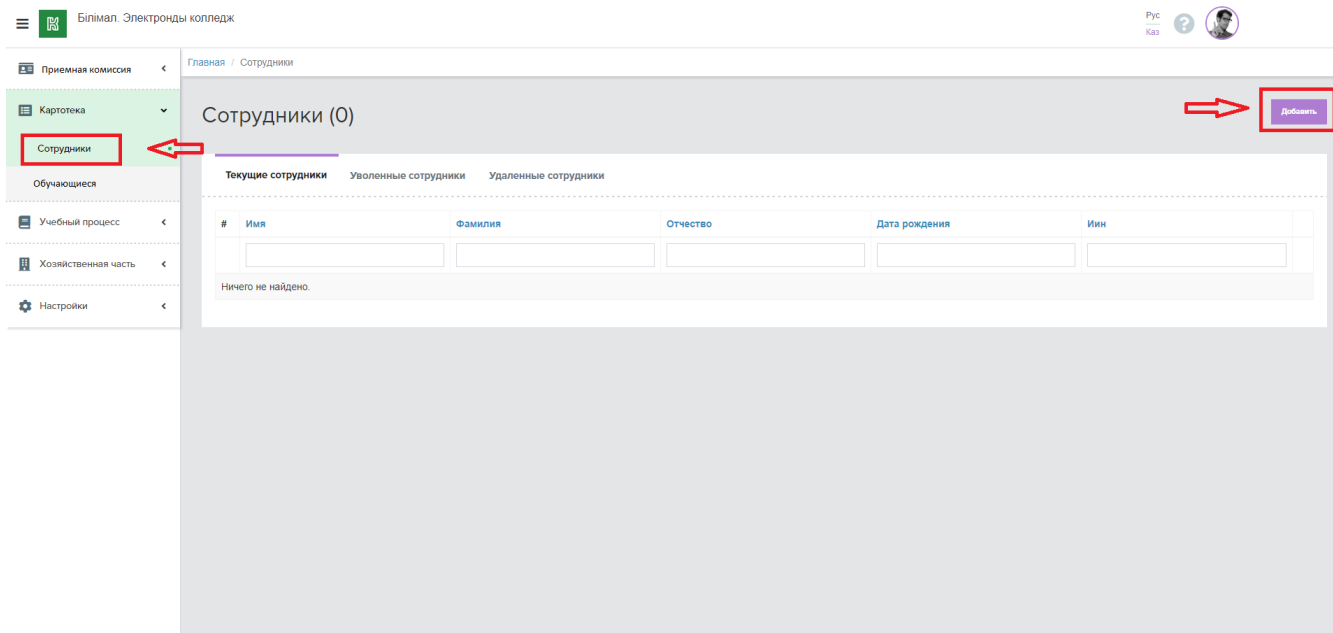 Білімал. Электронды колледж
Рус
Каз
?
Приемная комиссия
Картотека
Сотрудники
Обучающиеся
Учебный процесс
Хозяйственная часть
Настройки
Главная / Сотрудники
Сотрудники (0)
Добавить
Текущие сотрудники Уволенные сотрудники Удаленные сотрудники
# Имя Фамилия Отчество Дата рождения Иин
Ничего не найдено.